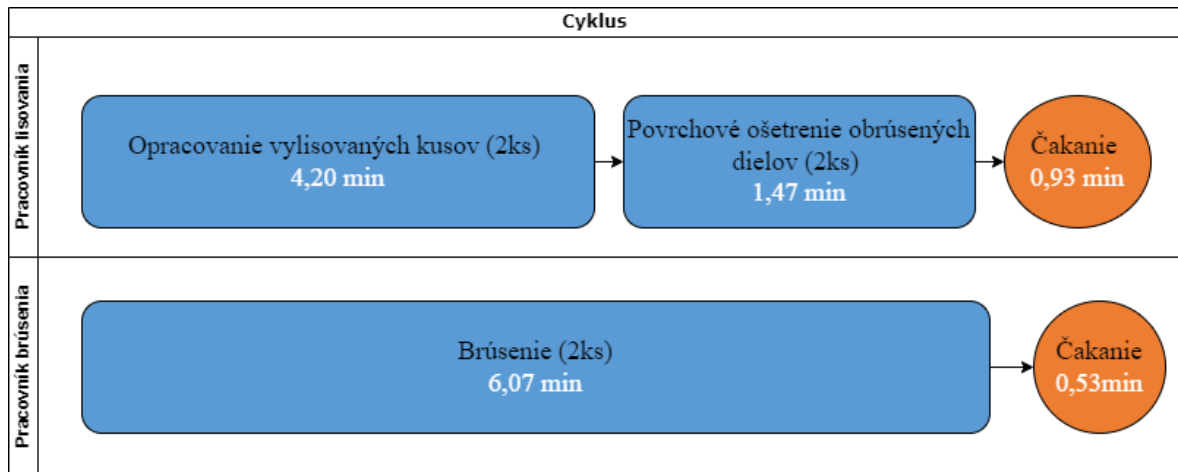 Cyklus
Pracovník lisovania
Opracovanie vylisovaných kusov (2ks)
4,20 min
Povrchové ošetrenie obrúsených
dielov (2ks)
1,47 min
Čakanie
0,93 min
Pracovník brúsenia
Brúsenie (2ks)
6,07 min
Čakanie
0,53min